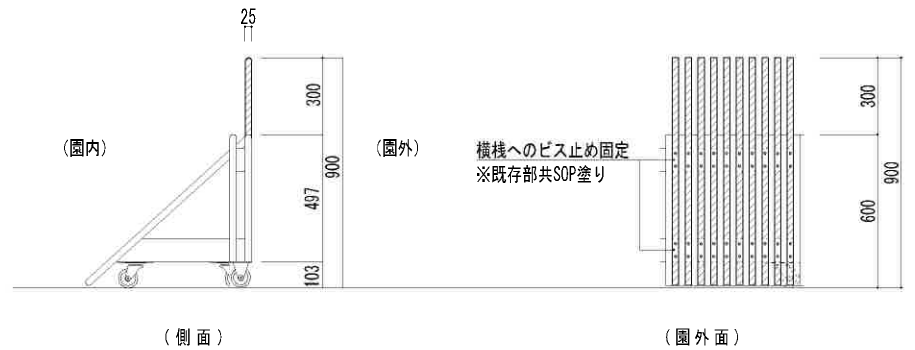 25
300
497
103
900
(園内)
(園外)
(側面)
横桟へのビス止め固定
※既存部共SOP塗り
300
600
900
(園外面)